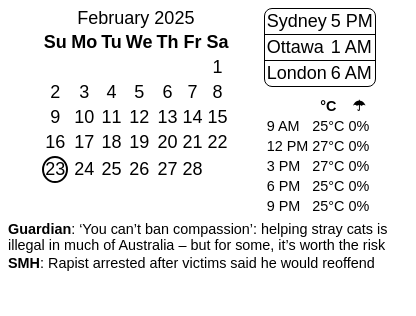 February 2025
Su Mo Tu We Th Fr Sa
1
2 3 4 5 6 7 8
9 10 11 12 13 14 15
16 17 18 19 20 21 22
23 24 25 26 27 28
Sydney 5 PM
Ottawa 1 AM
London 6 AM
°C ☂
9 AM 25°C 0%
12 PM 27°C 0%
3 PM 27°C 0%
6 PM 25°C 0%
9 PM 25°C 0%
Guardian: ‘You can’t ban compassion’: helping stray cats is
illegal in much of Australia – but for some, it’s worth the risk
SMH: Rapist arrested after victims said he would reoffend